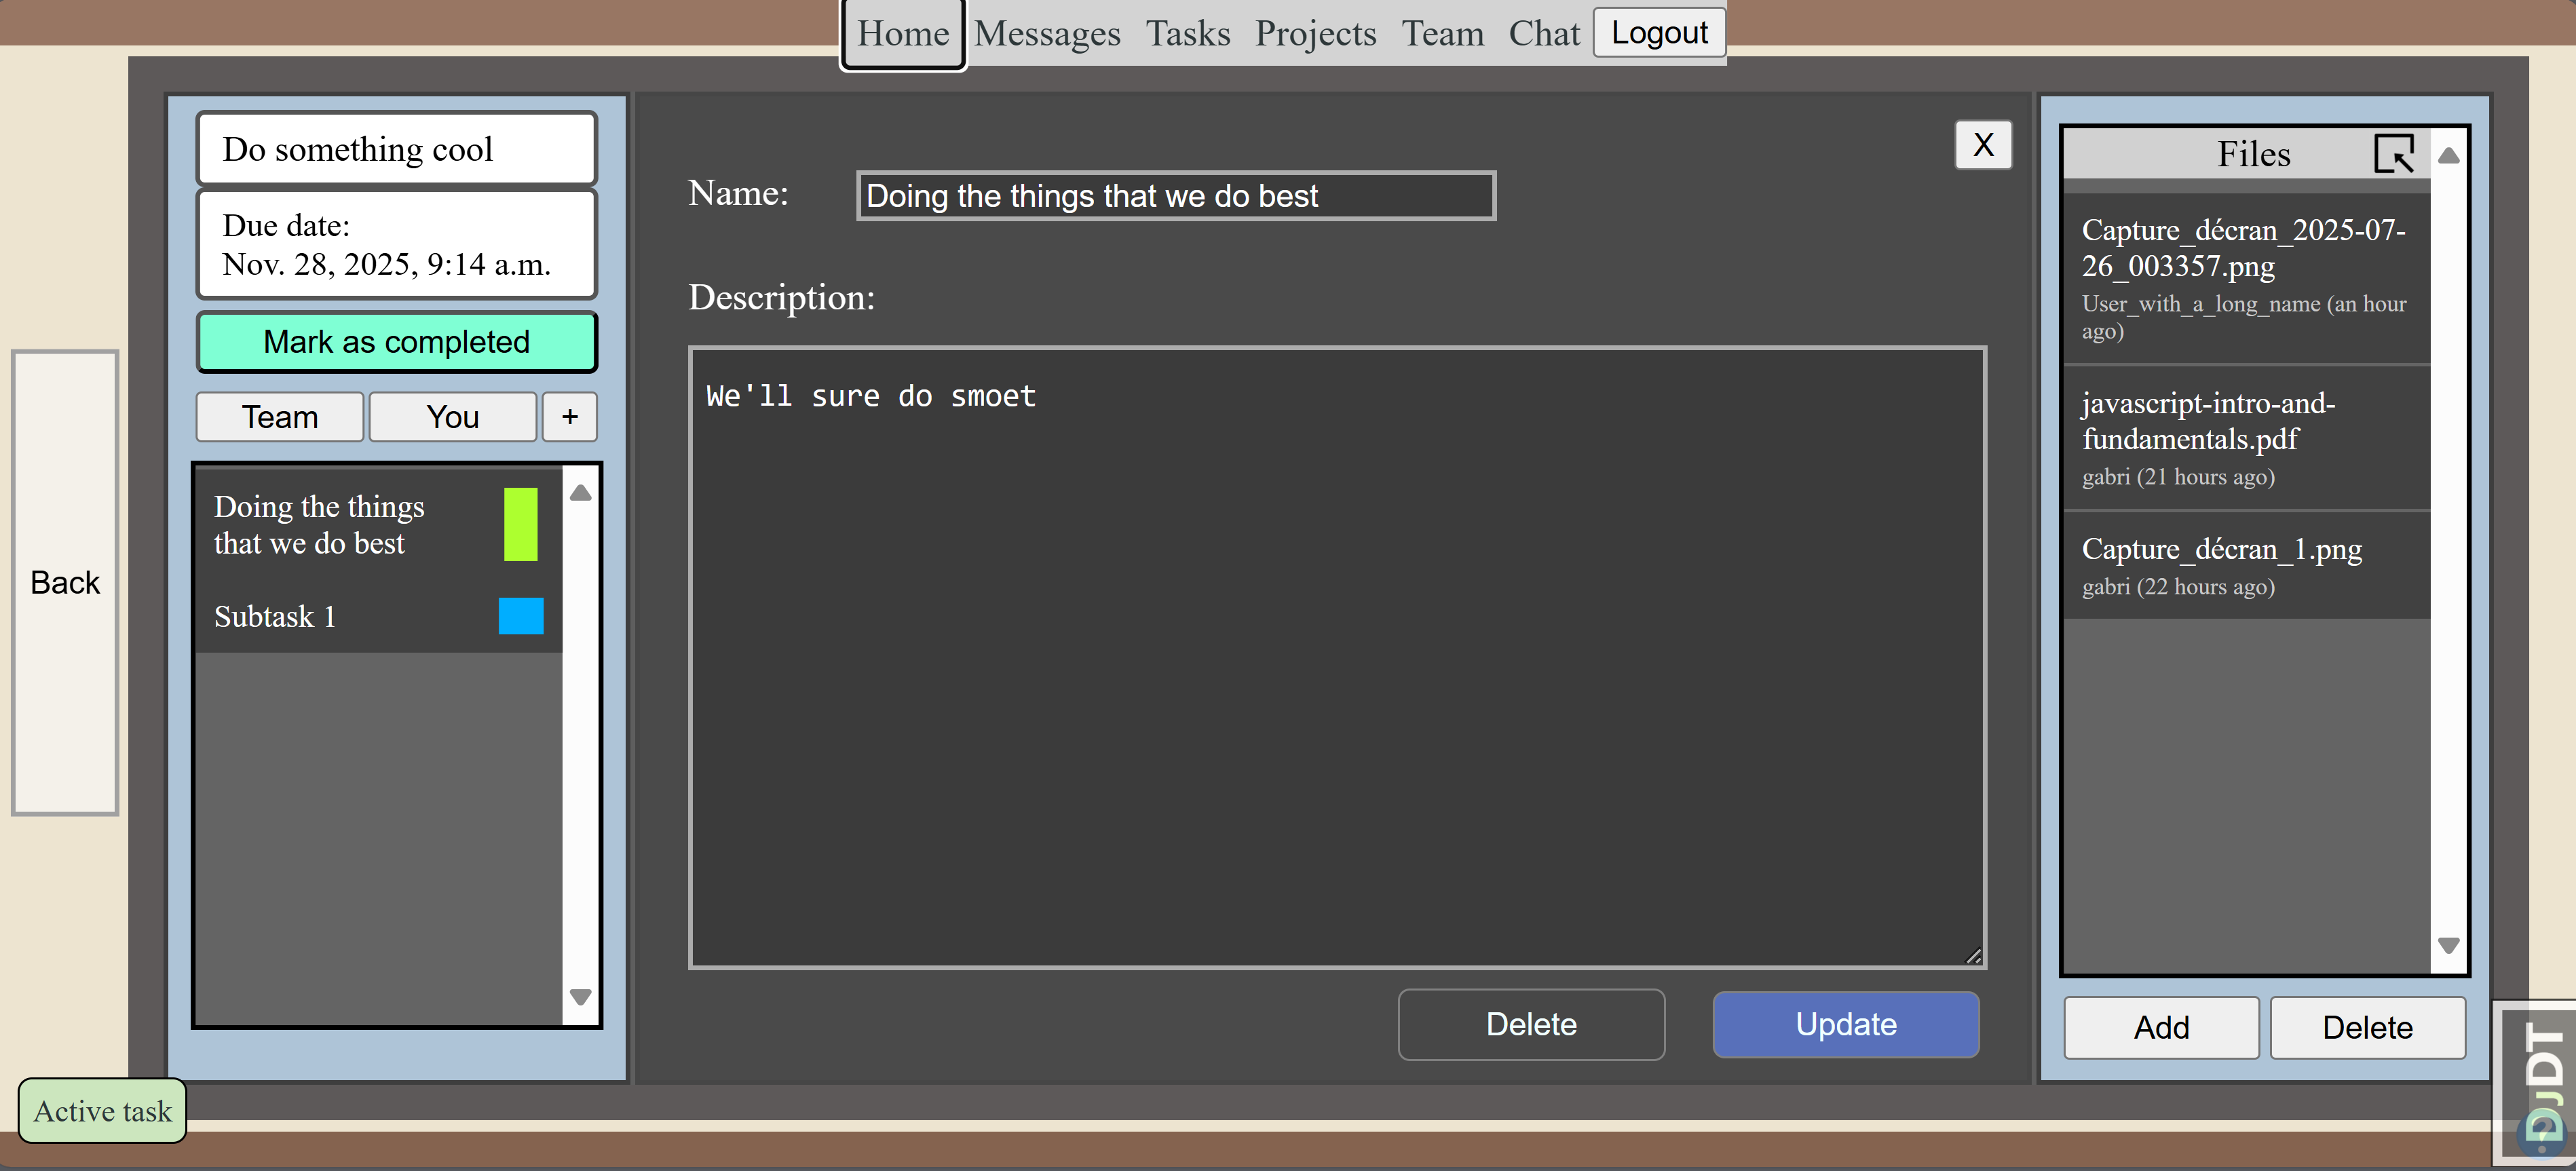 Home Messages Tasks Projects Team Chat Logout
Back
Do something cool
Due date:
Nov. 28, 2025, 9:14 a.m.
Mark as completed
Team You +
Doing the things
that we do best
Subtask 1
X
Name: Doing the things that we do best
Description:
We'll sure do smoet
Delete Update
Files
Capture_décran_2025-07-
26_003357.png
User_with_a_long_name (an hour
ago)
javascript-intro-and-
fundamentals.pdf
gabri (21 hours ago)
Capture_décran_1.png
gabri (22 hours ago)
Add Delete
Active task
DjDT
?